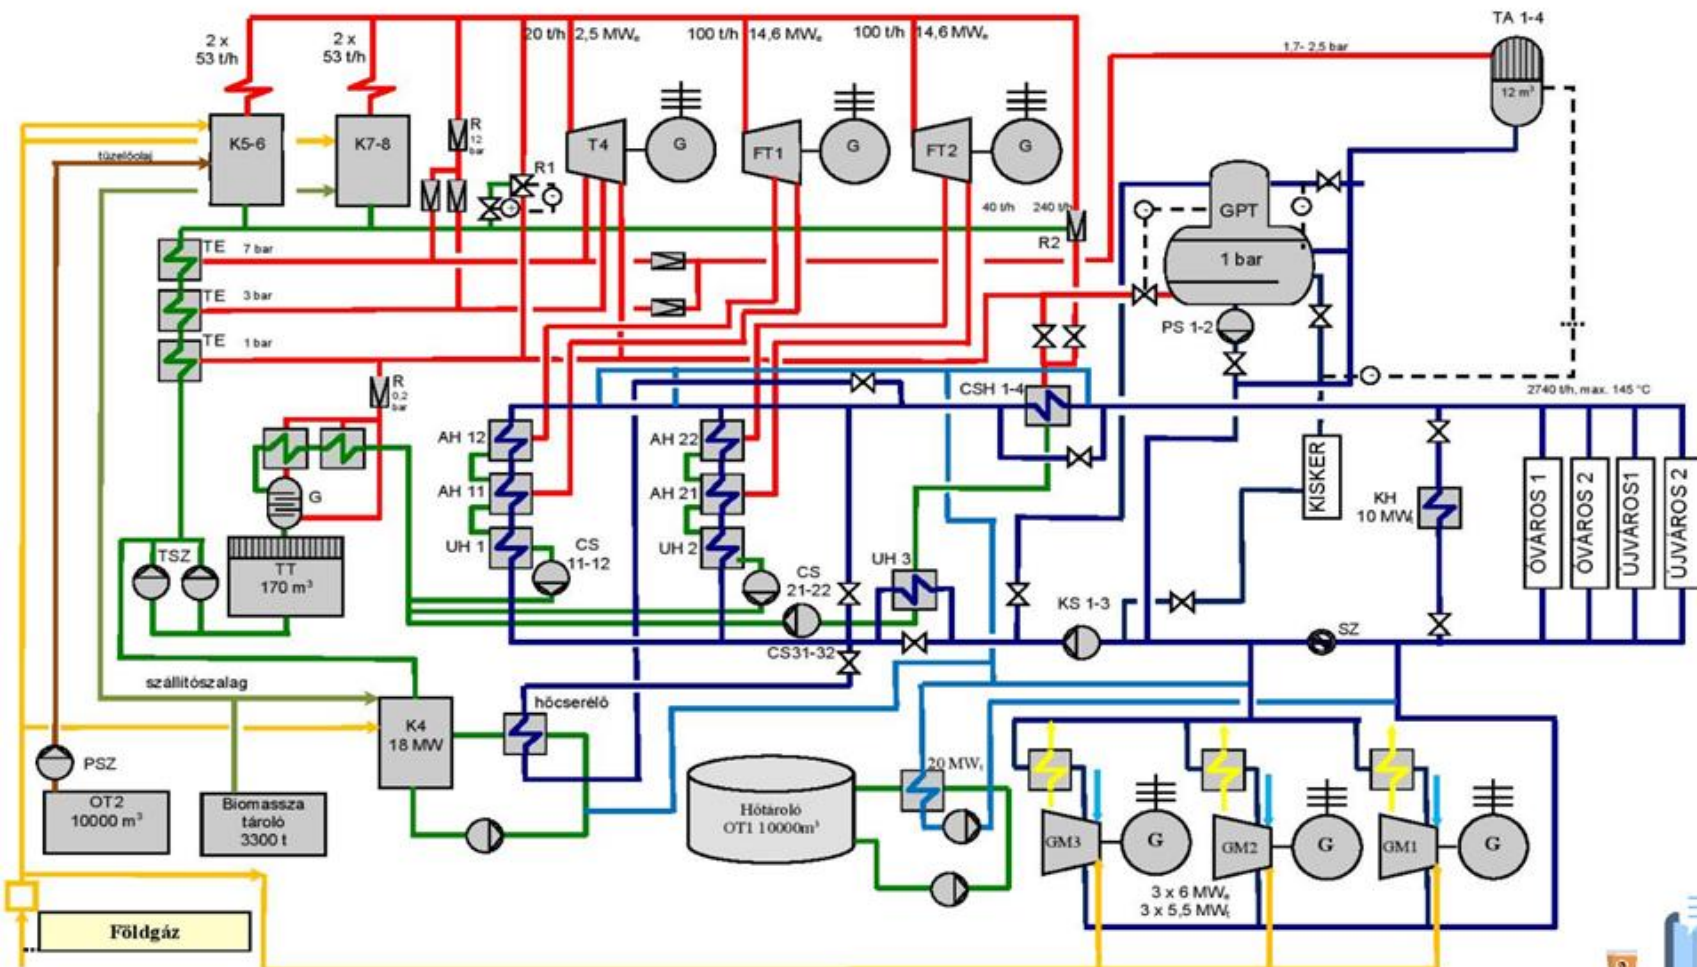 2 x
53 t/h
2 x
53 t/h
20 t/h
2,5 MWₑ
100 t/h
14,6 MWₑ
100 t/h
14,6 MWₑ
TA 1-4
1,7- 2,5 bar
12 m³
K5-6
K7-8
R
12
bar
R1
T4
G
FT1
G
FT2
G
tüzelőolaj
40 t/h
240 t/h
R2
GPT
1 bar
PS 1-2
TE
7 bar
TE
3 bar
TE
1 bar
R
0,2
bar
CSH 1-4
2740 t/h, max. 145 °C
AH 12
AH 22
AH 11
AH 21
UH 1
UH 2
CS
11-12
CS
21-22
UH 3
CS31-32
KS 1-3
KISKER
KH
10 MWₜ
SZ
ÓVÁROS 1
ÓVÁROS 2
ÚJVÁROS1
ÚJVÁROS 2
G
TSZ
TT
170 m³
szállítószalag
K4
18 MW
hőcserélő
PSZ
OT2
10000 m³
Biomassza
tároló
3300 t
20 MWₜ
Hőtároló
OT1 10000m³
GM3
G
GM2
G
GM1
G
3 x 6 MWₑ
3 x 5,5 MWₜ
Földgáz